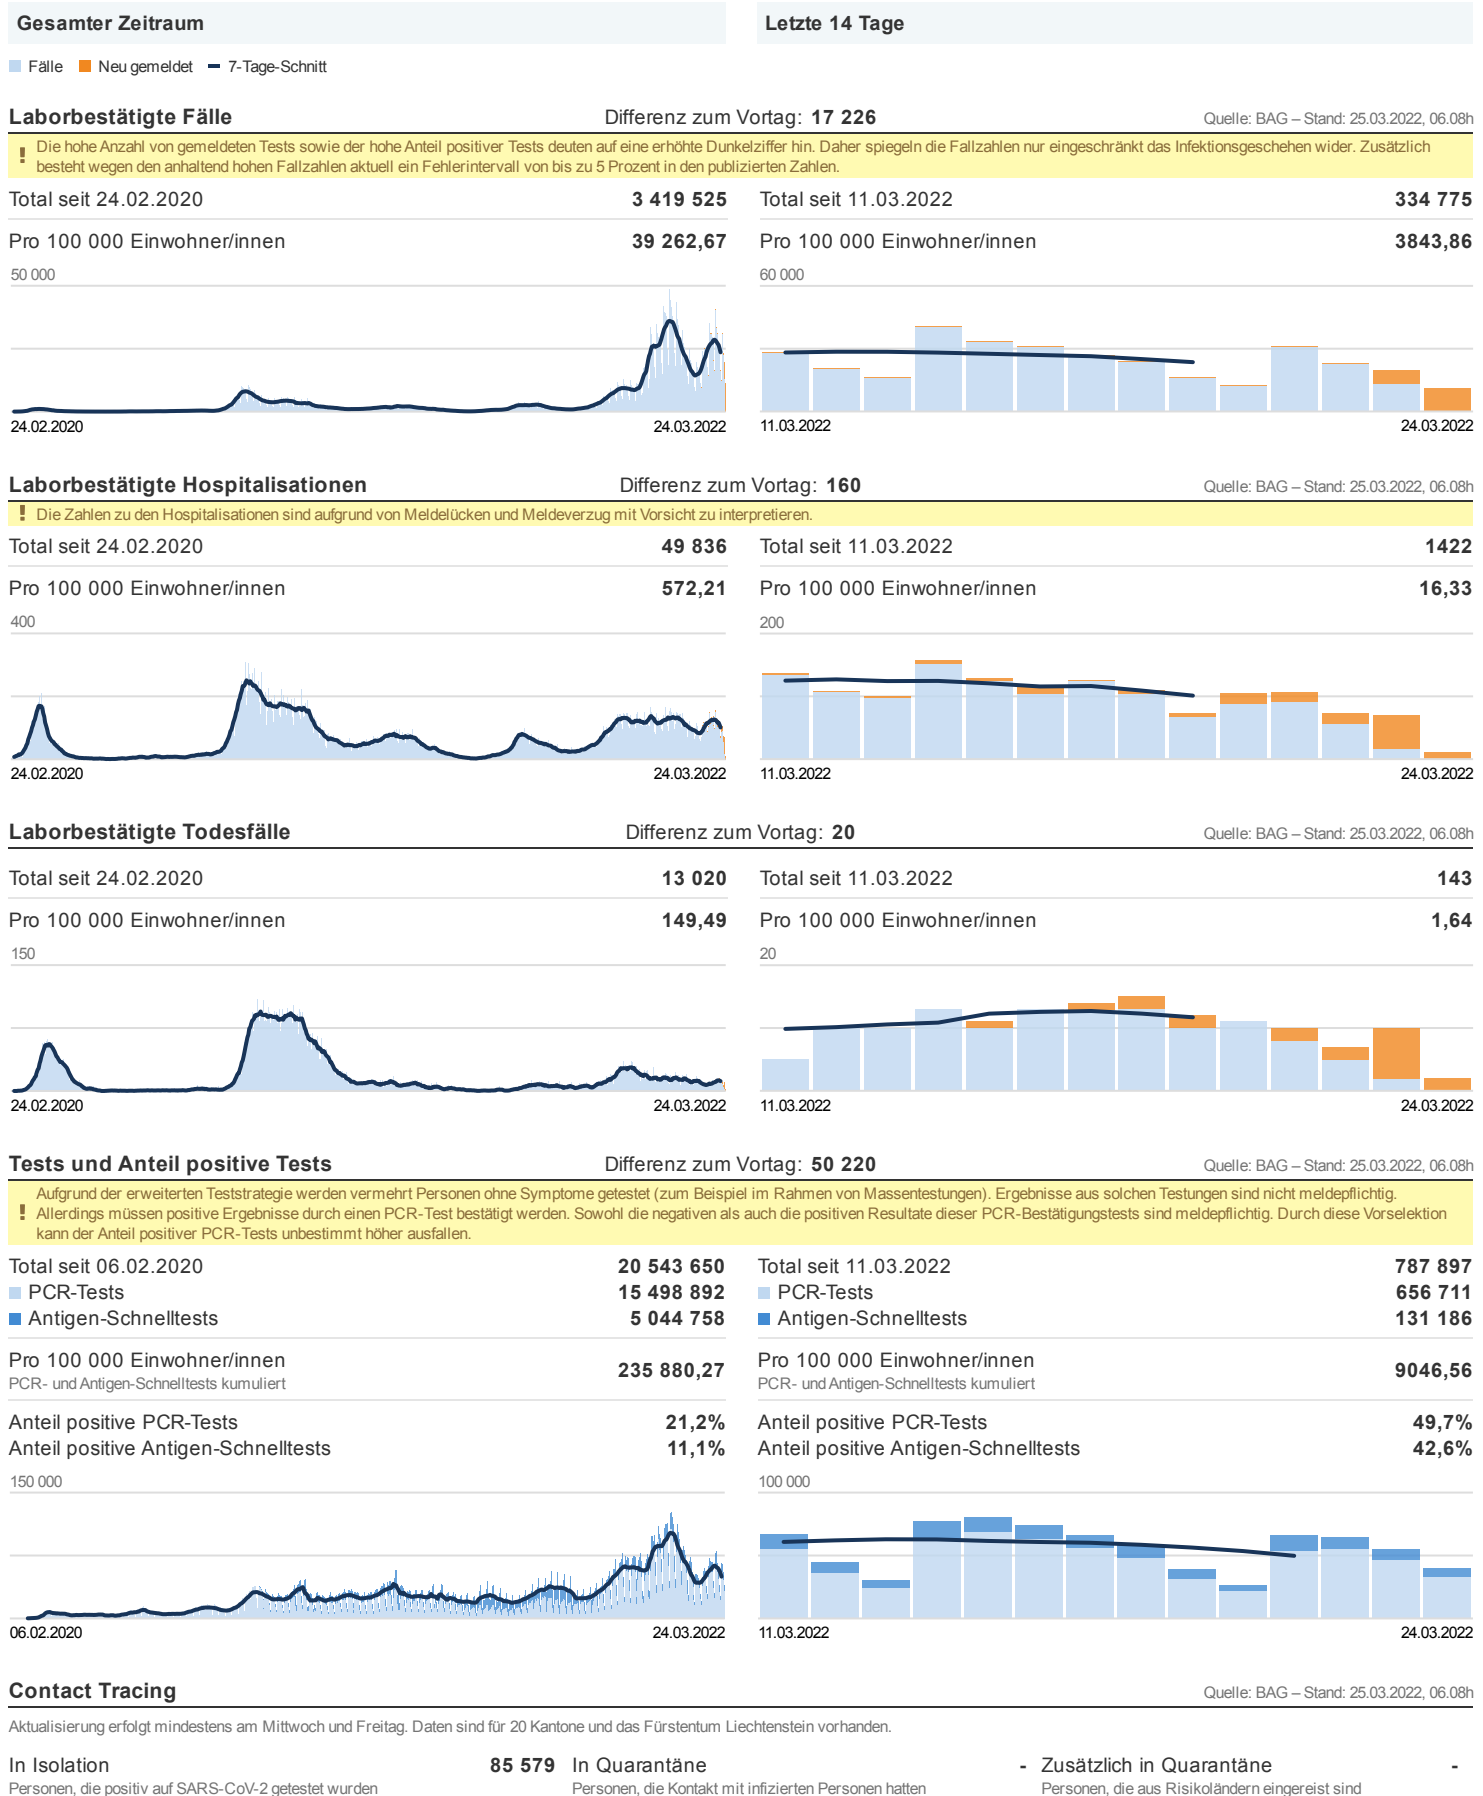 Gesamter Zeitraum
Letzte 14 Tage
Fälle Neu gemeldet 7-Tage-Schnitt
Laborbestätigte Fälle Differenz zum Vortag: 17 226 Quelle: BAG – Stand: 25.03.2022, 06.08h
! Die hohe Anzahl von gemeldeten Tests sowie der hohe Anteil positiver Tests deuten auf eine erhöhte Dunkelziffer hin. Daher spiegeln die Fallzahlen nur eingeschränkt das Infektionsgeschehen wider. Zusätzlich
besteht wegen den anhaltend hohen Fallzahlen aktuell ein Fehlerintervall von bis zu 5 Prozent in den publizierten Zahlen.
Total seit 24.02.2020 3 419 525
Pro 100 000 Einwohner/innen 39 262,67
50 000
24.02.2020 24.03.2022
Total seit 11.03.2022 334 775
Pro 100 000 Einwohner/innen 3843,86
60 000
11.03.2022 24.03.2022
Laborbestätigte Hospitalisationen Differenz zum Vortag: 160 Quelle: BAG – Stand: 25.03.2022, 06.08h
! Die Zahlen zu den Hospitalisationen sind aufgrund von Meldelücken und Meldeverzug mit Vorsicht zu interpretieren.
Total seit 24.02.2020 49 836
Pro 100 000 Einwohner/innen 572,21
400
24.02.2020 24.03.2022
Total seit 11.03.2022 1422
Pro 100 000 Einwohner/innen 16,33
200
11.03.2022 24.03.2022
Laborbestätigte Todesfälle Differenz zum Vortag: 20 Quelle: BAG – Stand: 25.03.2022, 06.08h
Total seit 24.02.2020 13 020
Pro 100 000 Einwohner/innen 149,49
150
24.02.2020 24.03.2022
Total seit 11.03.2022 143
Pro 100 000 Einwohner/innen 1,64
20
11.03.2022 24.03.2022
Tests und Anteil positive Tests Differenz zum Vortag: 50 220 Quelle: BAG – Stand: 25.03.2022, 06.08h
Aufgrund der erweiterten Teststrategie werden vermehrt Personen ohne Symptome getestet (zum Beispiel im Rahmen von Massentestungen). Ergebnisse aus solchen Testungen sind nicht meldepflichtig.
! Allerdings müssen positive Ergebnisse durch einen PCR-Test bestätigt werden. Sowohl die negativen als auch die positiven Resultate dieser PCR-Bestätigungstests sind meldepflichtig. Durch diese Vorselektion
kann der Anteil positiver PCR-Tests unbestimmt höher ausfallen.
Total seit 06.02.2020 20 543 650
PCR-Tests 15 498 892
Antigen-Schnelltests 5 044 758
Pro 100 000 Einwohner/innen 235 880,27
PCR- und Antigen-Schnelltests kumuliert
Anteil positive PCR-Tests 21,2%
Anteil positive Antigen-Schnelltests 11,1%
150 000
06.02.2020 24.03.2022
Total seit 11.03.2022 787 897
PCR-Tests 656 711
Antigen-Schnelltests 131 186
Pro 100 000 Einwohner/innen 9046,56
PCR- und Antigen-Schnelltests kumuliert
Anteil positive PCR-Tests 49,7%
Anteil positive Antigen-Schnelltests 42,6%
100 000
11.03.2022 24.03.2022
Contact Tracing Quelle: BAG – Stand: 25.03.2022, 06.08h
Aktualisierung erfolgt mindestens am Mittwoch und Freitag. Daten sind für 20 Kantone und das Fürstentum Liechtenstein vorhanden.
In Isolation 85 579
Personen, die positiv auf SARS-CoV-2 getestet wurden
In Quarantäne -
Personen, die Kontakt mit infizierten Personen hatten
Zusätzlich in Quarantäne -
Personen, die aus Risikoländern eingereist sind